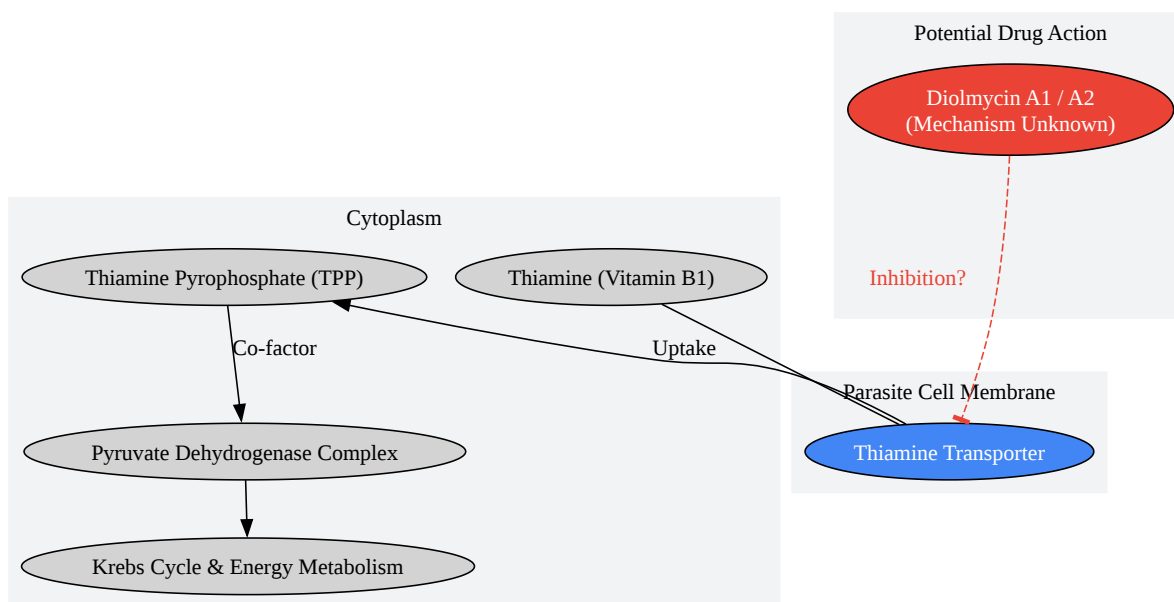 Potential Drug Action
Diolmycin A1 / A2
(Mechanism Unknown)
Cytoplasm
Thiamine Pyrophosphate (TPP)
Thiamine (Vitamin B1)
Inhibition?
Co-factor
Uptake
Parasite Cell Membrane
Pyruvate Dehydrogenase Complex
Thiamine Transporter
Krebs Cycle & Energy Metabolism